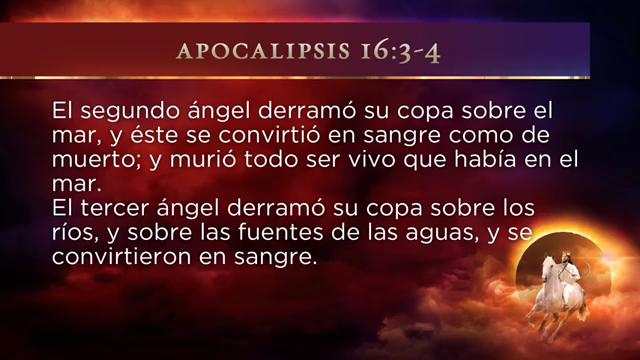 APOCALIPSIS 16:3-4
El segundo ángel derramó su copa sobre el
mar, y éste se convirtió en sangre como de
muerto; y murió todo ser vivo que había en el
mar.
El tercer ángel derramó su copa sobre los
ríos, y sobre las fuentes de las aguas, y se
convirtieron en sangre.